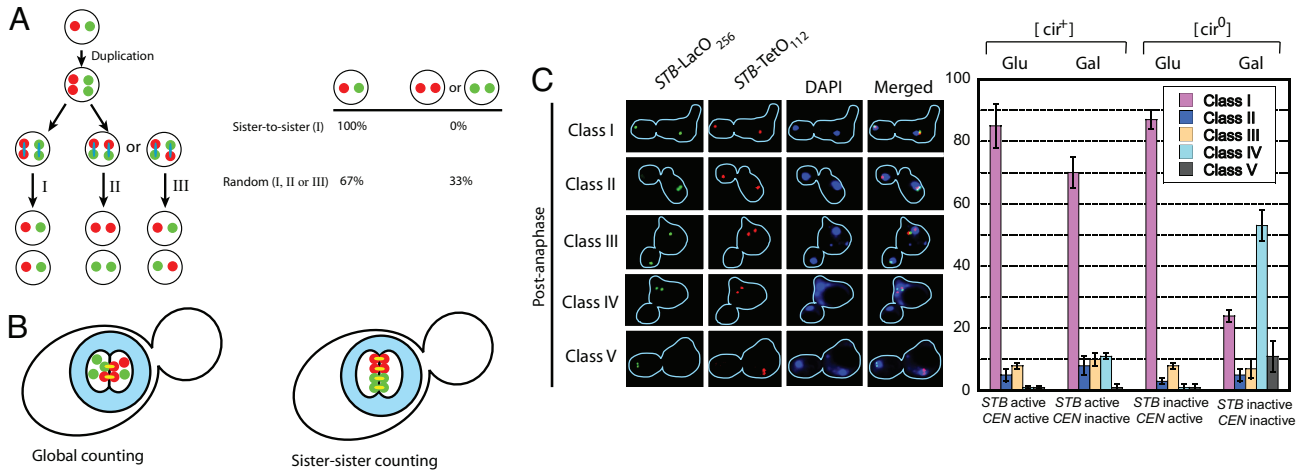 A
Duplication
or
I
II
III
or
Sister-to-sister (I) 100% 0%
Random (I, II or III) 67% 33%
B
Global counting
Sister-sister counting
C
STB-LacO 256
STB-TetO 112
DAPI
Merged
Post-anaphase
Class I
Class II
Class III
Class IV
Class V
[cir+] [cir0]
Glu Gal Glu Gal
100
80
60
40
20
0
Class I
Class II
Class III
Class IV
Class V
STB active
CEN active
STB active
CEN inactive
STB inactive
CEN active
STB inactive
CEN inactive